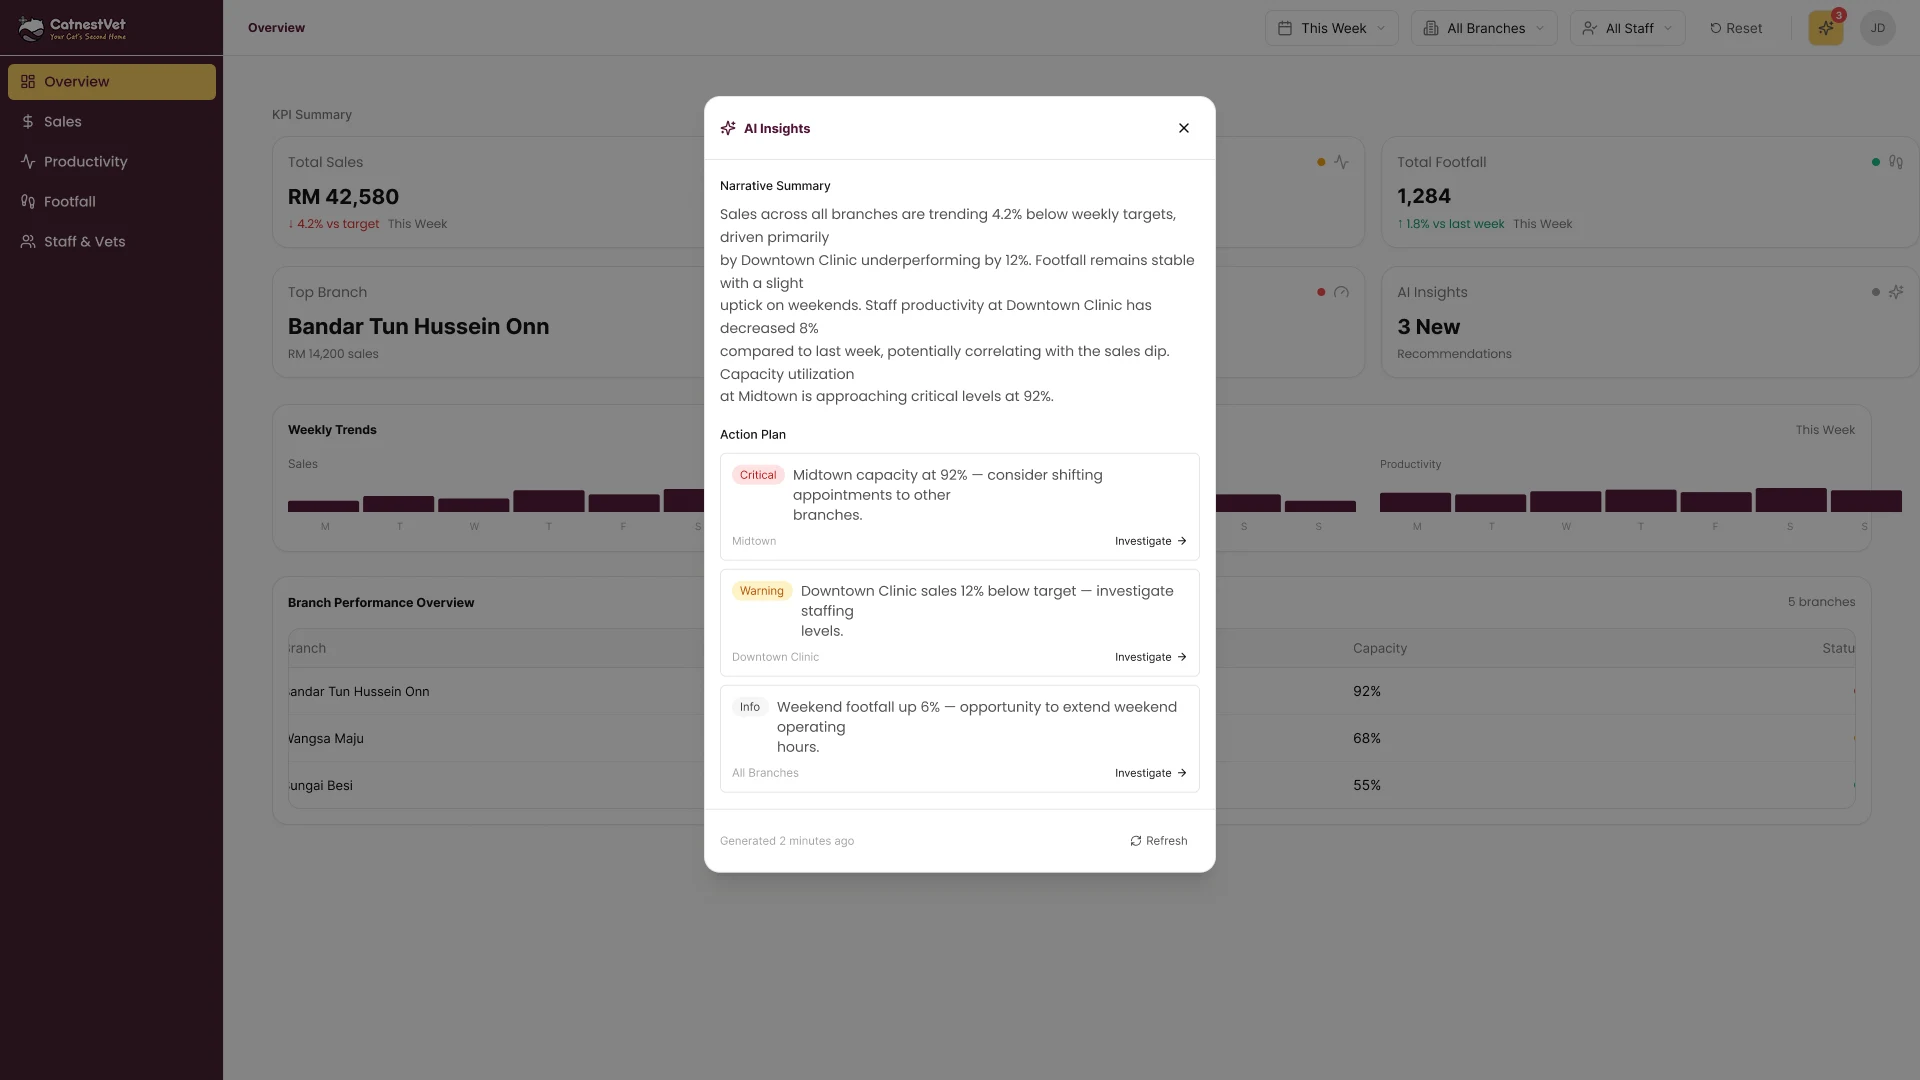 CatnestVet
Your Cat's Second Home
Overview
This Week
All Branches
All Staff
Reset
3
JD
Overview
Sales
Productivity
Footfall
Staff & Vets
KPI Summary
Total Sales
RM 42,580
↓ 4.2% vs target This Week
Total Footfall
1,284
↑ 1.8% vs last week This Week
Top Branch
Bandar Tun Hussein Onn
RM 14,200 sales
AI Insights
3 New
Recommendations
Weekly Trends
This Week
Sales
M T W T F S
S S
Productivity
M T W T F S S
Branch Performance Overview
5 branches
ranch
Capacity
Statu
andar Tun Hussein Onn
92%
Wangsa Maju
68%
ungai Besi
55%
AI Insights
Narrative Summary
Sales across all branches are trending 4.2% below weekly targets,
driven primarily
by Downtown Clinic underperforming by 12%. Footfall remains stable
with a slight
uptick on weekends. Staff productivity at Downtown Clinic has
decreased 8%
compared to last week, potentially correlating with the sales dip.
Capacity utilization
at Midtown is approaching critical levels at 92%.
Action Plan
Critical Midtown capacity at 92% — consider shifting
appointments to other
branches.
Midtown
Investigate →
Warning Downtown Clinic sales 12% below target — investigate
staffing
levels.
Downtown Clinic
Investigate →
Info Weekend footfall up 6% — opportunity to extend weekend
operating
hours.
All Branches
Investigate →
Generated 2 minutes ago
Refresh